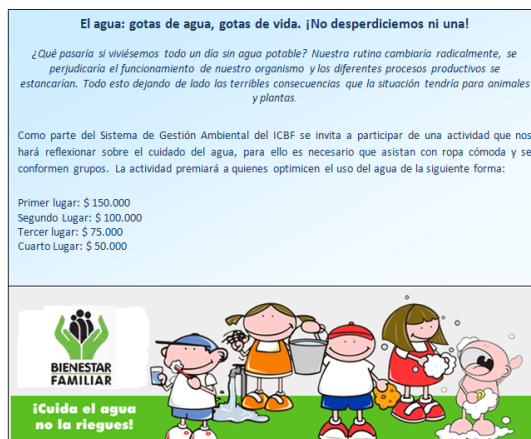 El agua: gotas de agua, gotas de vida. ¡No desperdiciemos ni una!
¿Qué pasaría si viviésemos todo un día sin agua potable? Nuestra rutina cambiaría radicalmente, se
perjudicaría el funcionamiento de nuestro organismo y los diferentes procesos productivos se
estancarían. Todo esto dejando de lado las terribles consecuencias que la situación tendría para animales
y plantas.
Como parte del Sistema de Gestión Ambiental del ICBF se invita a participar de una actividad que nos
hará reflexionar sobre el cuidado del agua, para ello es necesario que asistan con ropa cómoda y se
conformen grupos. La actividad premiará a quienes optimicen el uso del agua de la siguiente forma:
Primer lugar: $ 150.000
Segundo Lugar: $ 100.000
Tercer lugar: $ 75.000
Cuarto Lugar: $ 50.000
BIENESTAR
FAMILIAR
¡Cuida el agua
no la riegues!